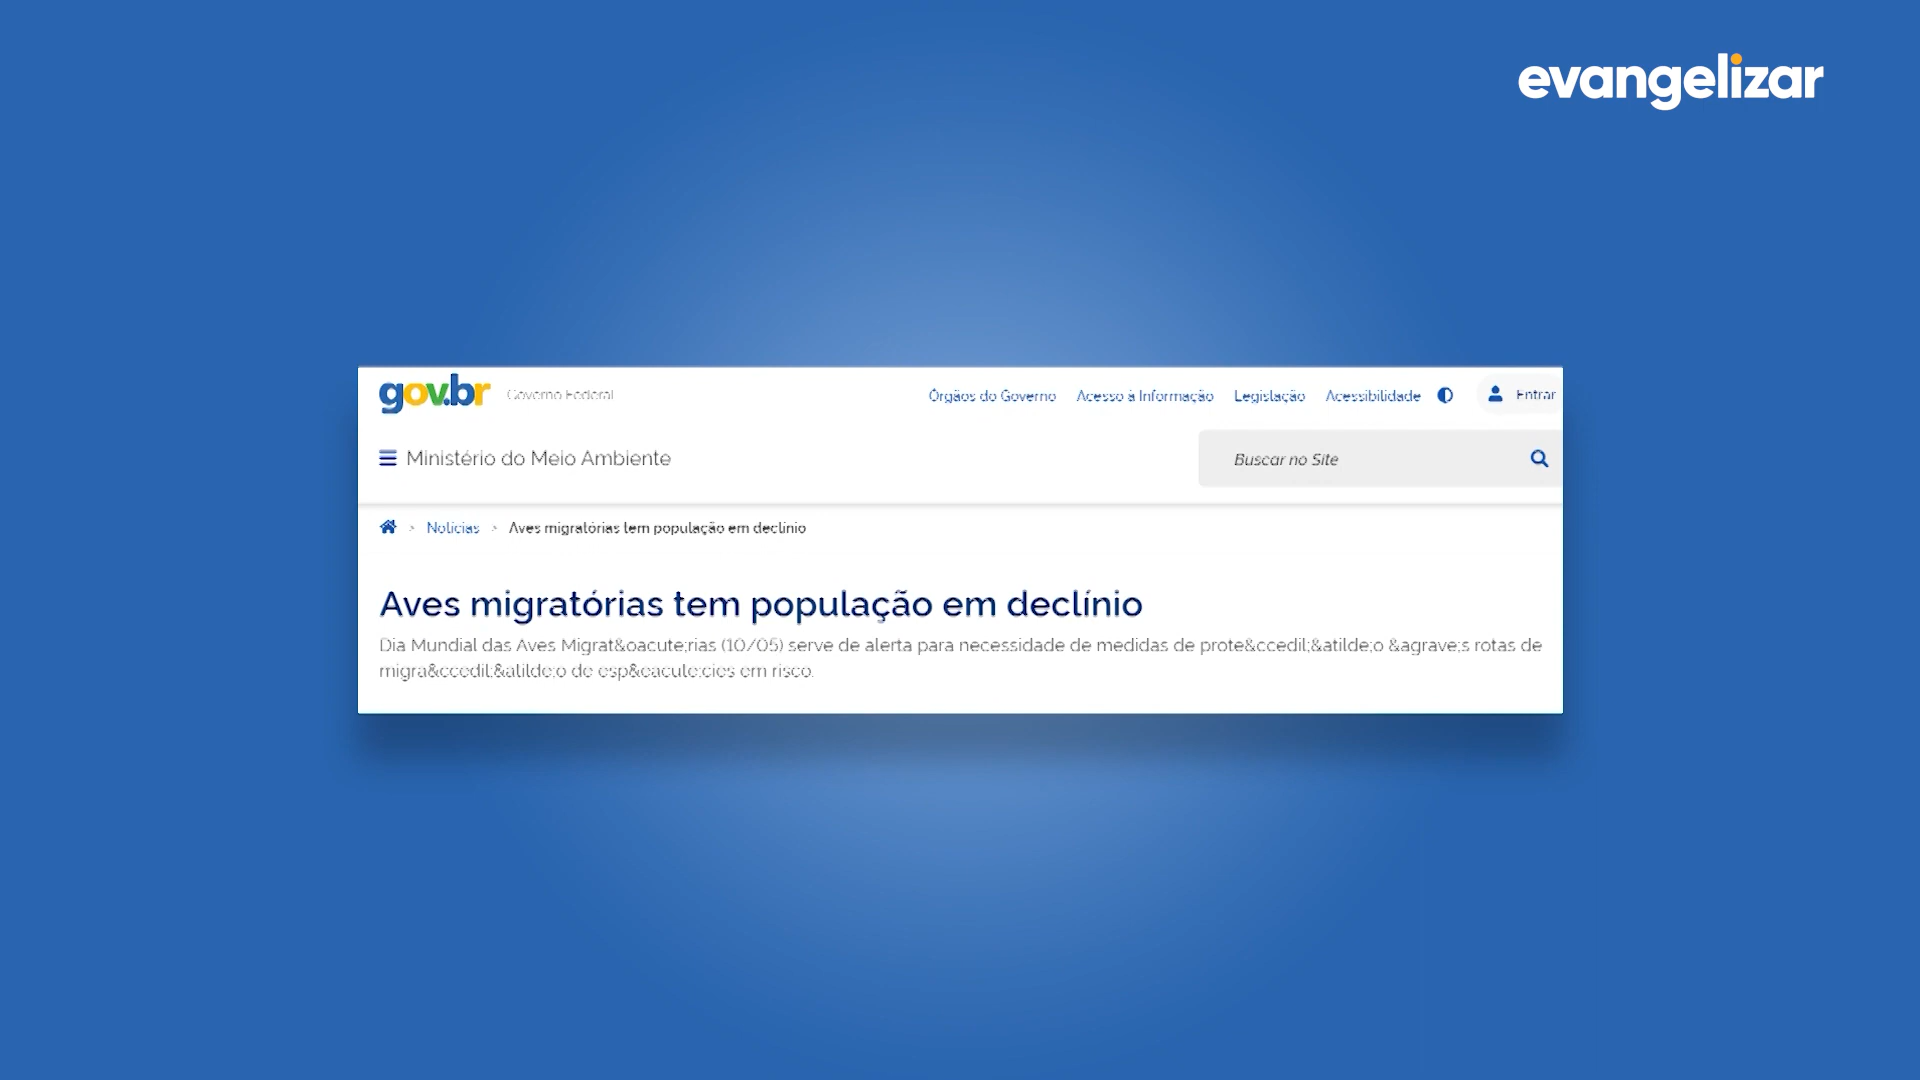 evangelizar
gov.br Governo Federal Órgãos do Governo Acesso à Informação Legislação Acessibilidade Entrar
Ministério do Meio Ambiente Buscar no Site
> Notícias > Aves migratórias tem população em declínio
Aves migratórias tem população em declínio
Dia Mundial das Aves Migrat&oacute;rias (10/05) serve de alerta para necessidade de medidas de prote&ccedil;&atilde;o &agrave;s rotas de
migra&ccedil;&atilde;o de esp&eacute;cies em risco.